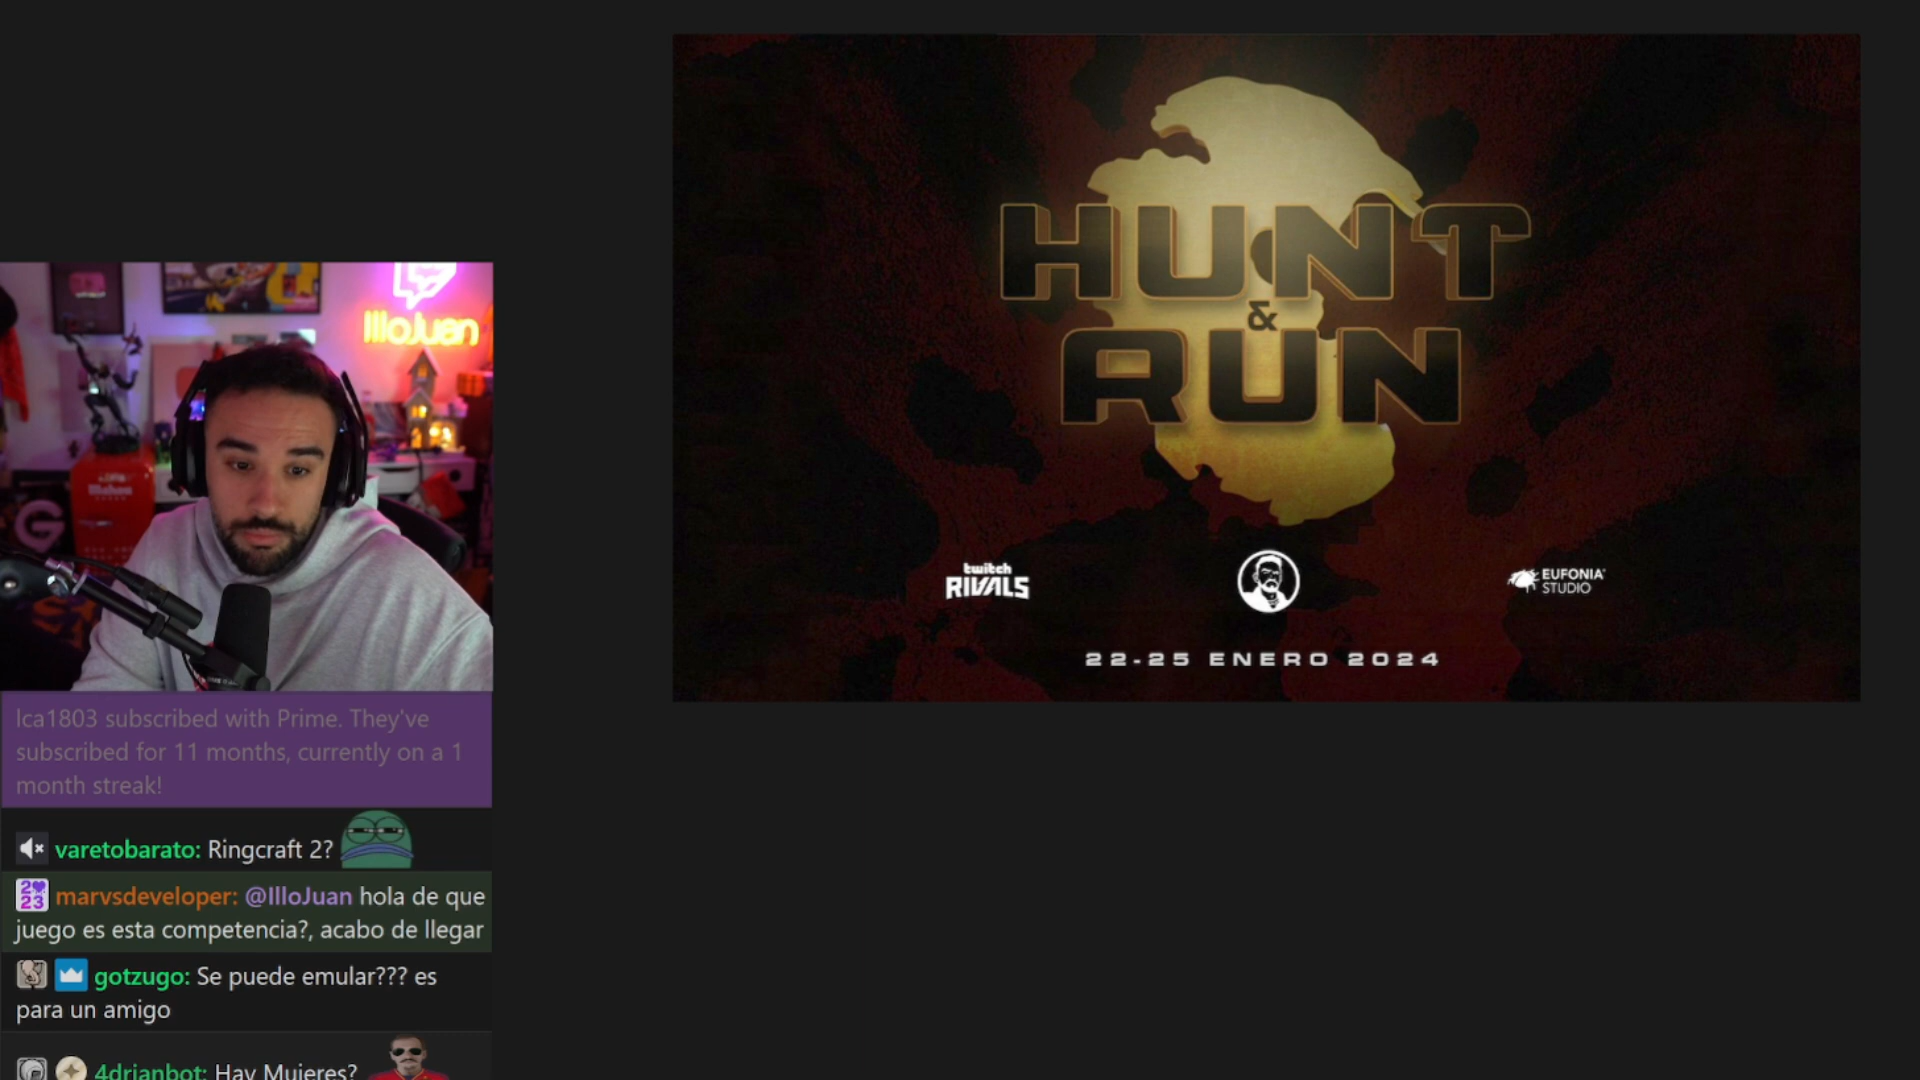 HUNT
&
RUN
twitch
RIVALS
EUFONIA
STUDIO
22-25 ENERO 2024
IlloJuan
G
lca1803 subscribed with Prime. They've
subscribed for 11 months, currently on a 1
month streak!
varetobarato: Ringcraft 2?
2023 marvsdeveloper: @IlloJuan hola de que
juego es esta competencia?, acabo de llegar
gotzugo: Se puede emular??? es
para un amigo
4drianbot: Hay Mujeres?